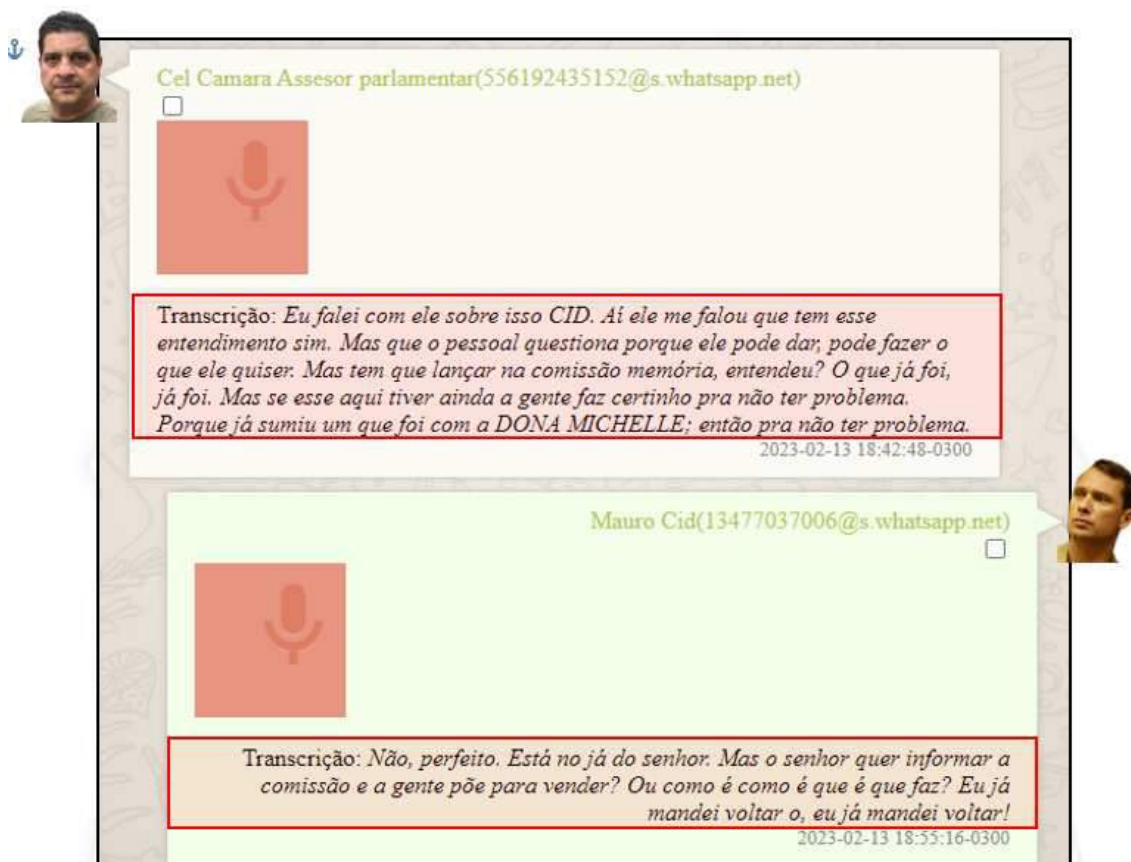 Cel Camara Assesor parlamentar(556192435152@s.whatsapp.net)
Transcrição: Eu falei com ele sobre isso CID. Aí ele me falou que tem esse
entendimento sim. Mas que o pessoal questiona porque ele pode dar, pode fazer o
que ele quiser. Mas tem que lançar na comissão memória, entendeu? O que já foi,
já foi. Mas se esse aqui tiver ainda a gente faz certinho pra não ter problema.
Porque já sumiu um que foi com a DONA MICHELLE; então pra não ter problema.
2023-02-13 18:42:48-0300
Mauro Cid(13477037006@s.whatsapp.net)
Transcrição: Não, perfeito. Está no já do senhor. Mas o senhor quer informar a
comissão e a gente põe para vender? Ou como é como é que é que faz? Eu já
mandei voltar o, eu já mandei voltar!
2023-02-13 18:55:16-0300